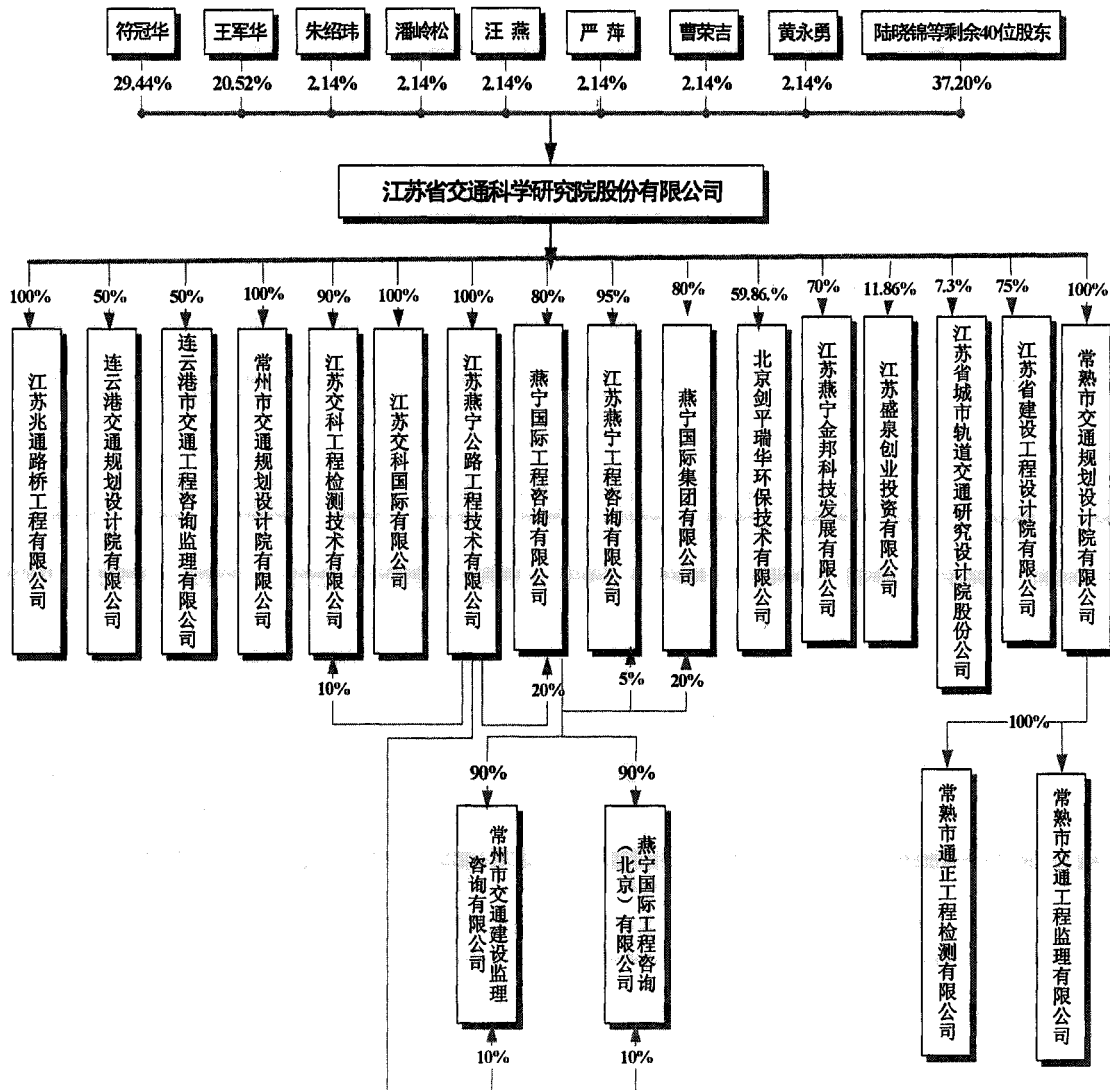 符冠华
王军华
朱绍玮
潘岭松
汪 燕
严 萍
曹荣吉
黄永勇
陆晓锦等剩余40位股东
29.44%
20.52%
2.14%
2.14%
2.14%
2.14%
2.14%
2.14%
37.20%
江苏省交通科学研究院股份有限公司
100%
50%
50%
100%
90%
100%
100%
80%
95%
80%
59.86.%
70%
11.86%
7.3%
75%
100%
江苏兆通路桥工程有限公司
连云港交通规划设计院有限公司
连云港市交通工程咨询监理有限公司
常州市交通规划设计院有限公司
江苏交科工程检测技术有限公司
江苏交科国际有限公司
江苏燕宁公路工程技术有限公司
燕宁国际工程咨询有限公司
江苏燕宁工程咨询有限公司
燕宁国际集团有限公司
北京剑平瑞华环保技术有限公司
江苏燕宁金邦科技发展有限公司
江苏盛泉创业投资有限公司
江苏省城市轨道交通研究设计院股份公司
江苏省建设工程设计院有限公司
常熟市交通规划设计院有限公司
10%
20%
5%
20%
100%
90%
90%
常州市交通建设监理
咨询有限公司
燕宁国际工程咨询
（北京）有限公司
常熟市通正工程检测有限公司
常熟市交通工程监理有限公司
10%
10%